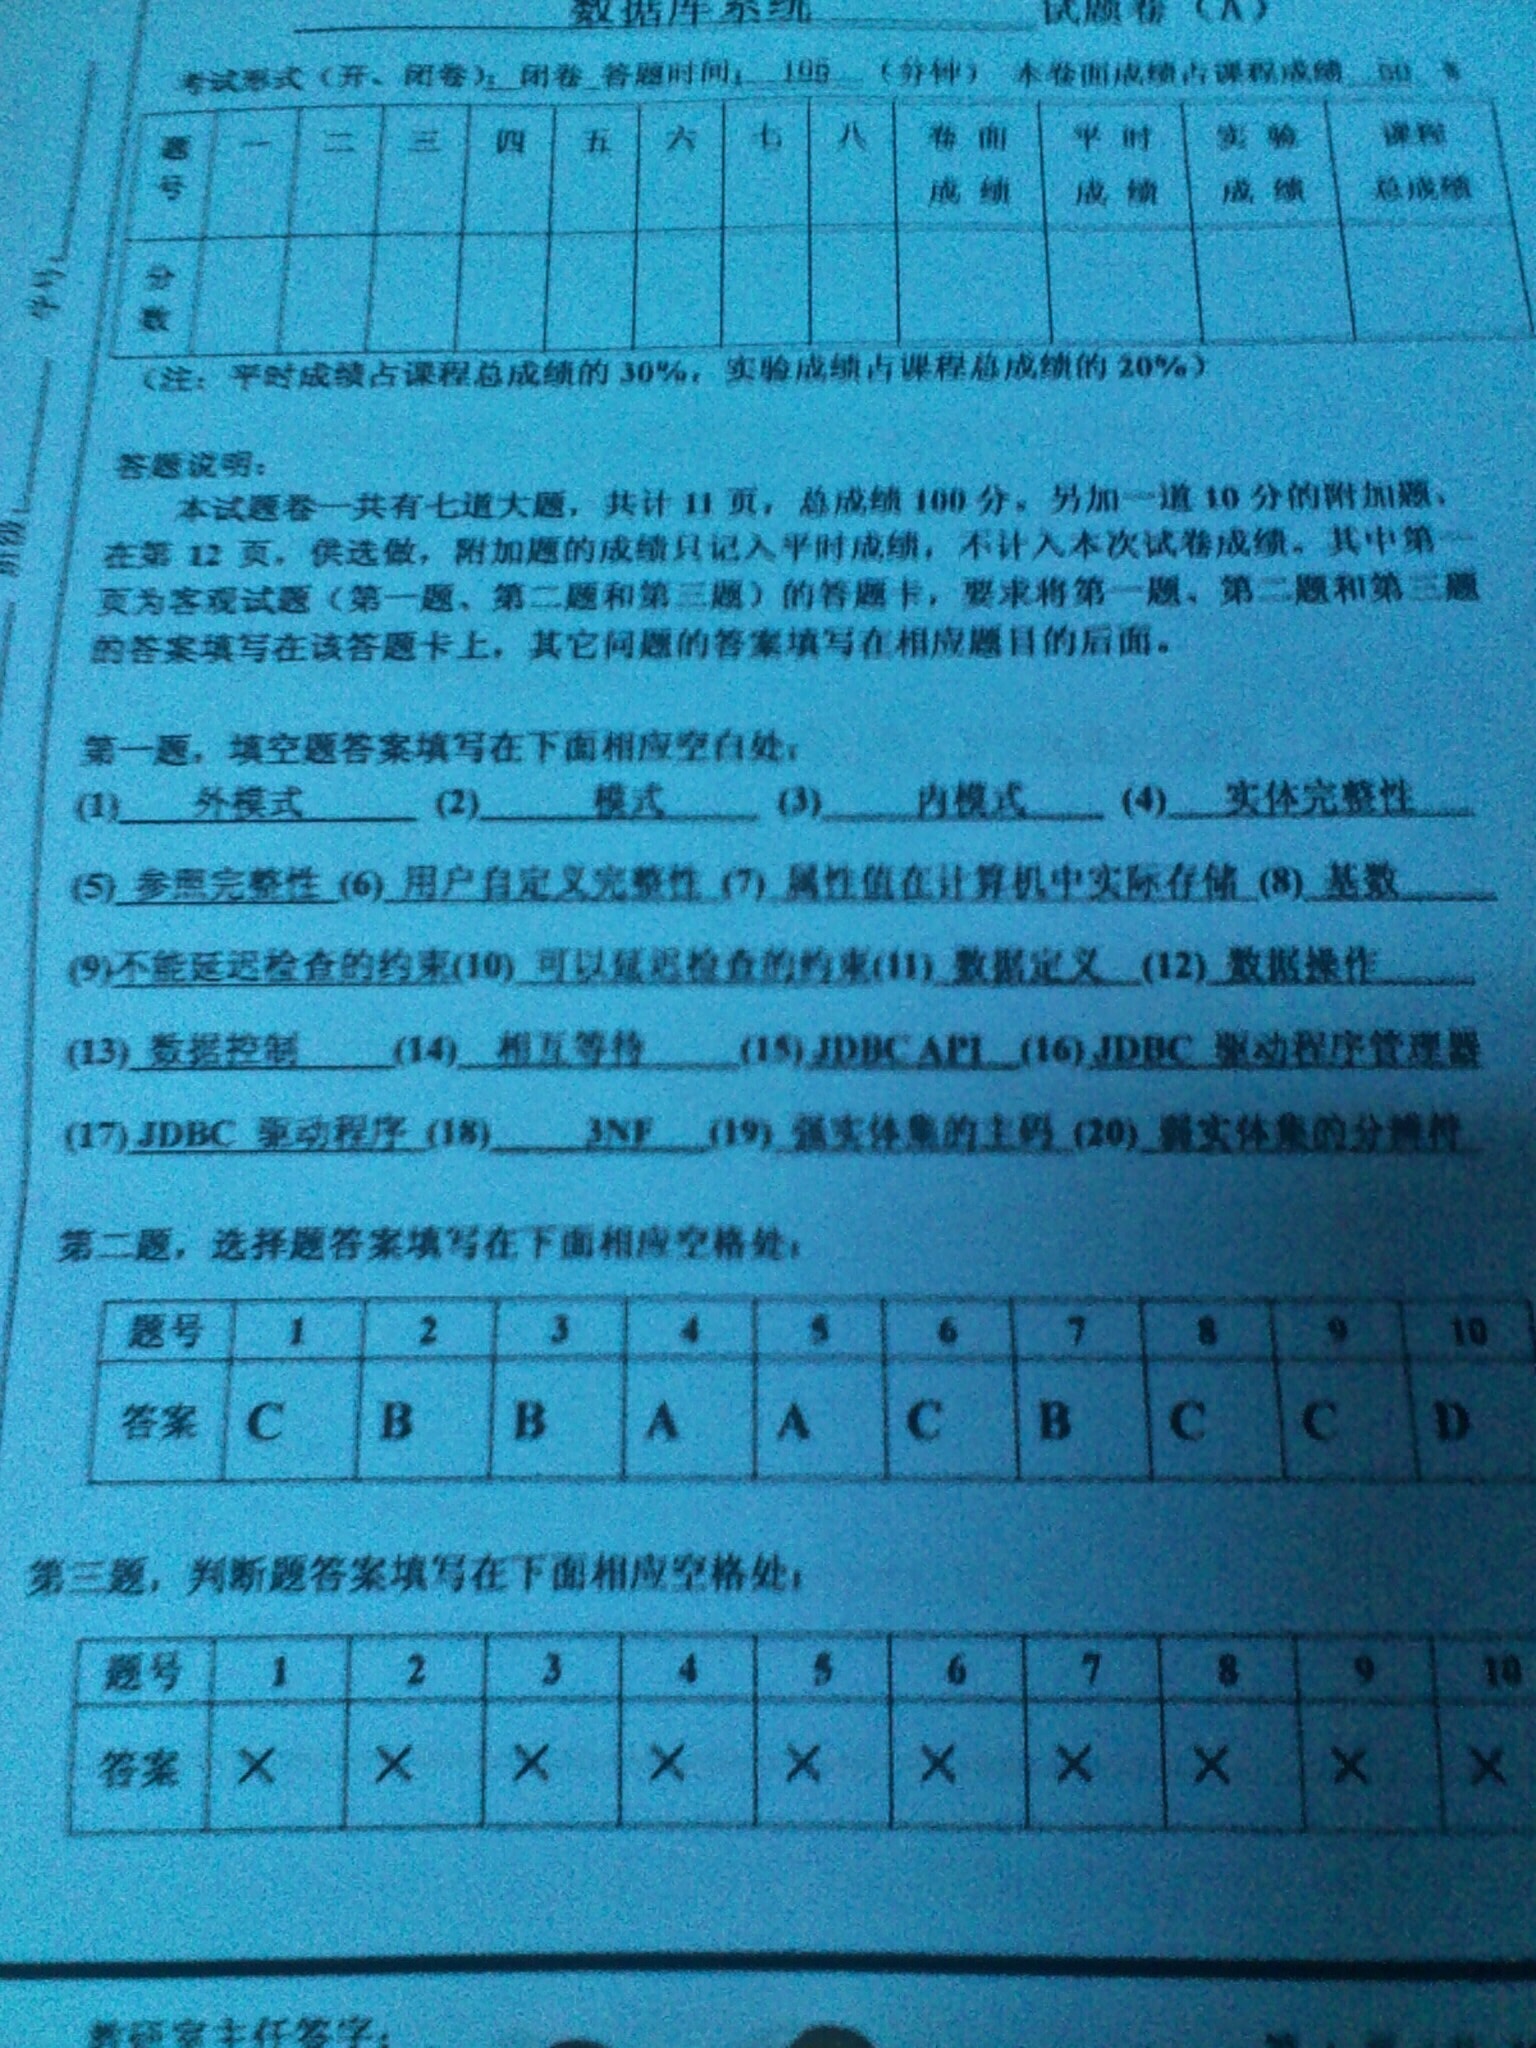 数据库系统 试题卷（A）
考试形式（开、闭卷）：闭卷 答题时间： （分钟） 本卷面成绩占课程成绩 %
题号 一 二 三 四 五 六 七 八 卷面成绩 平时成绩 实验成绩 课程总成绩
分数
（注：平时成绩占课程总成绩的30%，实验成绩占课程总成绩的20%）
学号：
班级：
答题说明：
本试题卷一共有七道大题，共计11页，总成绩100分。另加一道10分的附加题、
在第12页，供选做，附加题的成绩只记入平时成绩，不计入本次试卷成绩。其中第一
页为客观试题（第一题、第二题和第三题）的答题卡，要求将第一题、第二题和第三题
的答案填写在该答题卡上，其它问题的答案填写在相应题目的后面。
第一题，填空题答案填写在下面相应空白处：
(1) 外模式 (2) 模式 (3) 内模式 (4) 实体完整性
(5) 参照完整性 (6) 用户自定义完整性 (7) 属性值在计算机中实际存储 (8) 基数
(9)不能延迟检查的约束(10) 可以延迟检查的约束(11) 数据定义 (12) 数据操作
(13) 数据控制 (14) 相互等待 (15) JDBC API (16) JDBC 驱动程序管理器
(17) JDBC 驱动程序 (18) 3NF (19) 强实体集的主码 (20) 弱实体集的分辨符
第二题，选择题答案填写在下面相应空格处：
题号 1 2 3 4 5 6 7 8 9 10
答案 C B B A A C B C C D
第三题，判断题答案填写在下面相应空格处：
题号 1 2 3 4 5 6 7 8 9 10
答案 × × × × × × × × × ×
教研室主任签字：